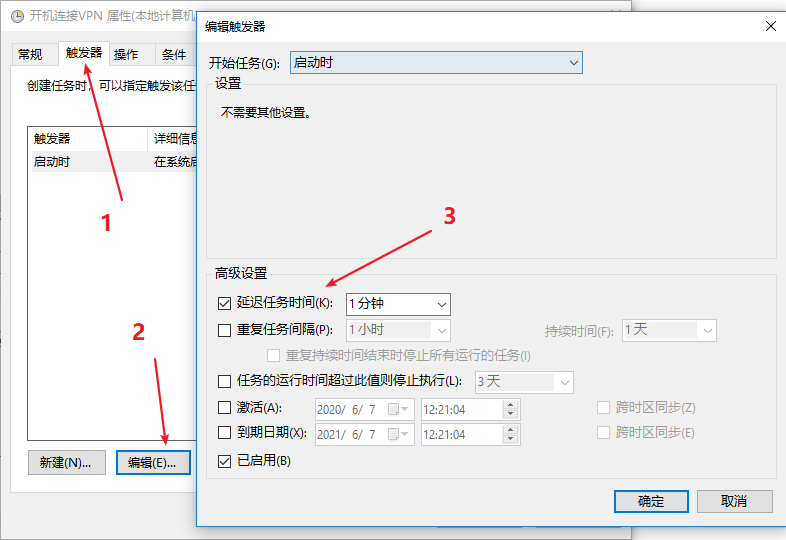 开机连接VPN 属性(本地计算机
编辑触发器
常规 触发器 操作 条件
开始任务(G): 启动时
创建任务时，可以指定触发该任
设置
不需要其他设置。
触发器 详细信息
启动时 在系统启
1
3
2
高级设置
延迟任务时间(K): 1 分钟
重复任务间隔(P): 1 小时 持续时间(F): 1 天
重复持续时间结束时停止所有运行的任务(I)
任务的运行时间超过此值则停止执行(L): 3 天
激活(A): 2020/ 6/ 7 12:21:04 跨时区同步(Z)
到期日期(X): 2021/ 6/ 7 12:21:04 跨时区同步(E)
已启用(B)
新建(N)... 编辑(E)...
确定 取消